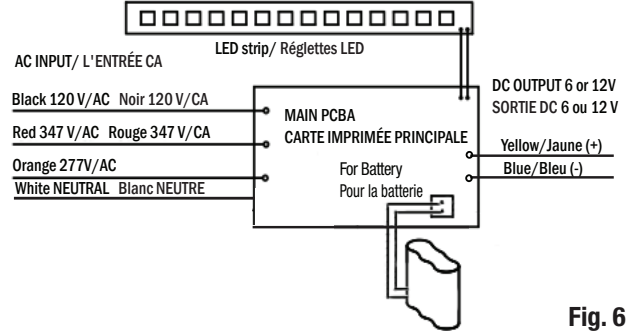 LED strip/ Réglettes LED
AC INPUT/ L'ENTRÉE CA
DC OUTPUT 6 or 12V
SORTIE DC 6 ou 12 V
Black 120 V/AC Noir 120 V/CA
MAIN PCBA
CARTE IMPRIMÉE PRINCIPALE
Red 347 V/AC Rouge 347 V/CA
Yellow/Jaune (+)
Orange 277V/AC
For Battery
Blue/Bleu (-)
White NEUTRAL Blanc NEUTRE
Pour la batterie
Fig. 6